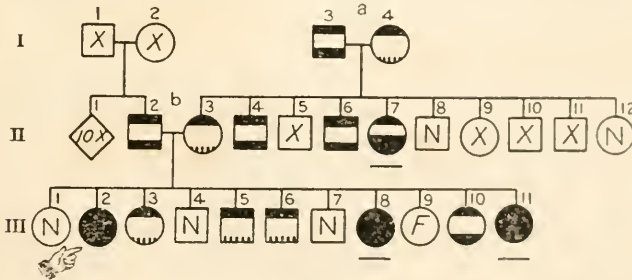 1 2 3 a 4
I X X
1 2 b 3 4 5 6 7 8 9 10 11 12
II 10X X N X X X N
1 2 3 4 5 6 7 8 9 10 11
III N N N F